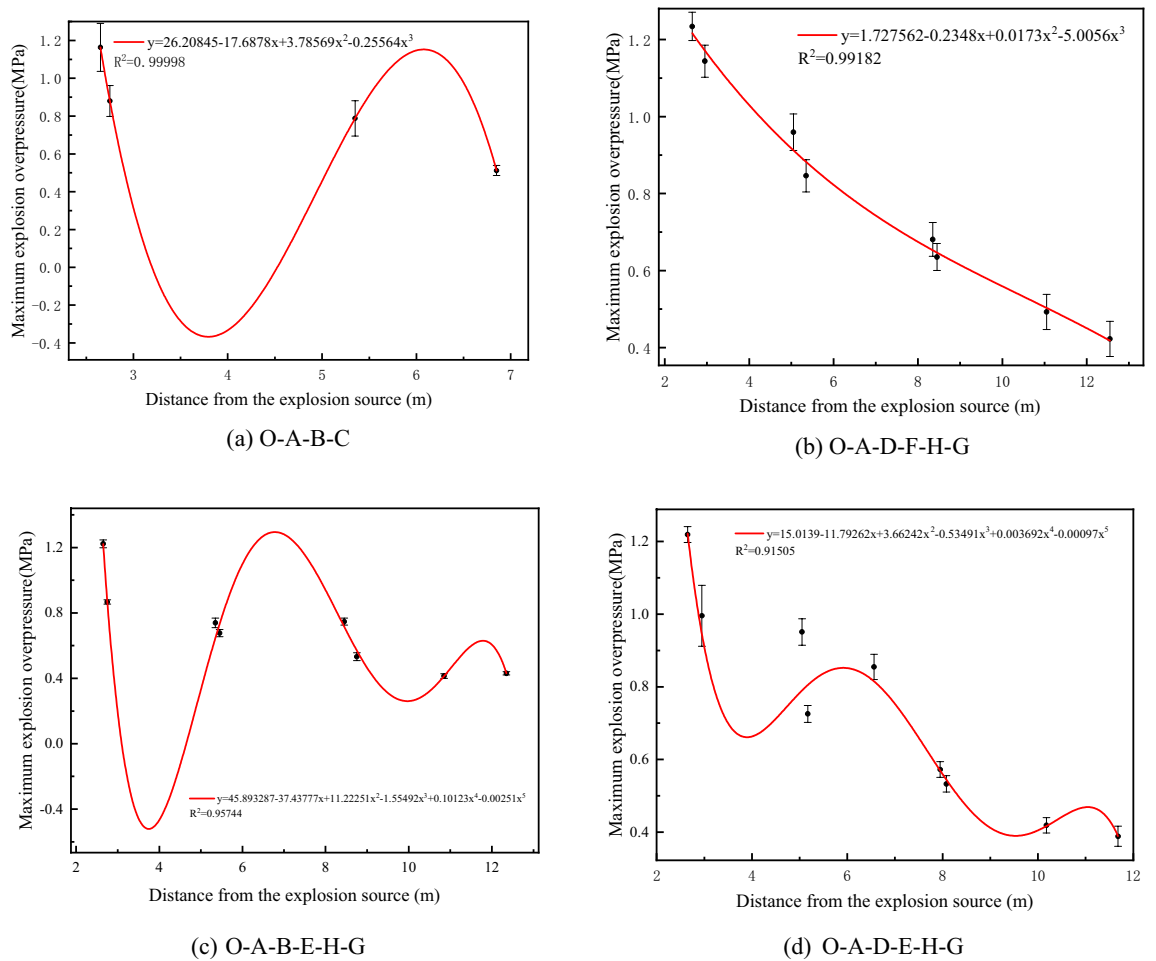 y=26.20845-17.6878x+3.78569x²-0.25564x³
R²=0. 99998
Maximum explosion overpressure(MPa)
1.2
1.0
0.8
0.6
0.4
0.2
0.0
-0.2
-0.4
3 4 5 6 7
Distance from the explosion source (m)
(a) O-A-B-C
y=1.727562-0.2348x+0.0173x²-5.0056x³
R²=0.99182
Maximum explosion overpressure(MPa)
1.2
1.0
0.8
0.6
0.4
2 4 6 8 10 12
Distance from the explosion source (m)
(b) O-A-D-F-H-G
Maximum explosion overpressure(MPa)
1.2
0.8
0.4
0.0
-0.4
y=45.893287-37.43777x+11.22251x²-1.55492x³+0.10123x⁴-0.00251x⁵
R²=0.95744
2 4 6 8 10 12
Distance from the explosion source (m)
(c) O-A-B-E-H-G
y=15.0139-11.79262x+3.66242x²-0.53491x³+0.003692x⁴-0.00097x⁵
R²=0.91505
Maximum explosion overpressure(MPa)
1.2
1.0
0.8
0.6
0.4
2 4 6 8 10 12
Distance from the explosion source (m)
(d) O-A-D-E-H-G